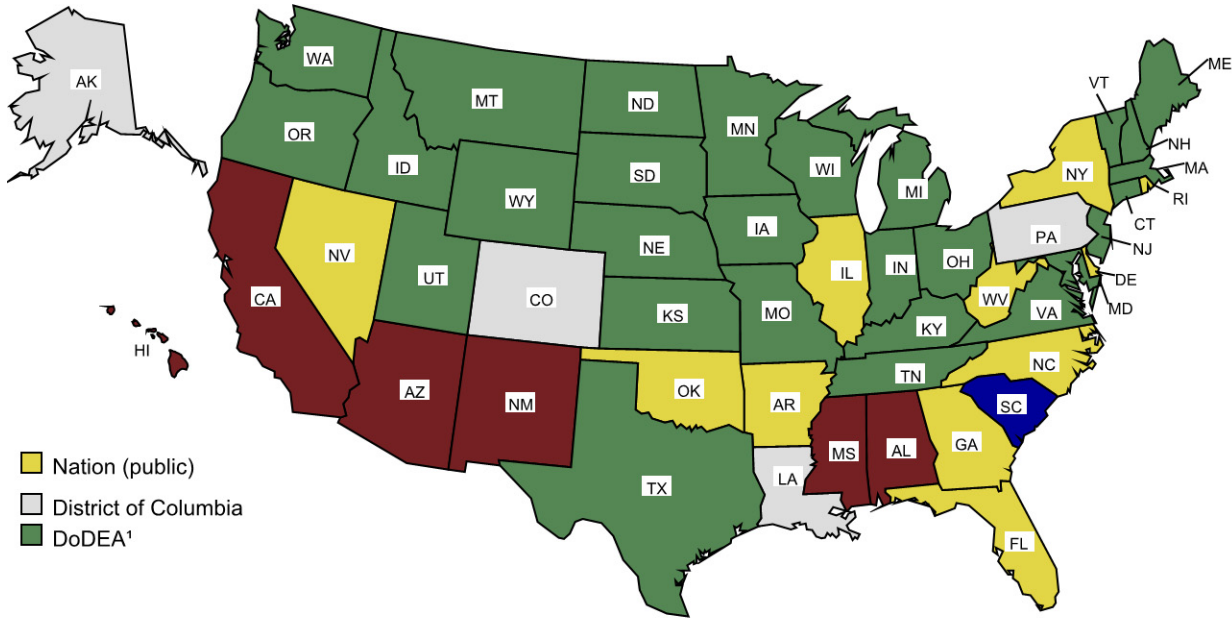 AK
WA
MT
ND
MN
OR
ID
WY
SD
WI
MI
NY
VT
ME
NH
MA
RI
CT
NJ
PA
NV
UT
CO
NE
IA
IL
IN
OH
WV
DE
MD
VA
CA
KS
MO
KY
HI
AZ
NM
OK
AR
TN
NC
SC
MS
AL
GA
TX
LA
FL
Nation (public)
District of Columbia
DoDEA¹